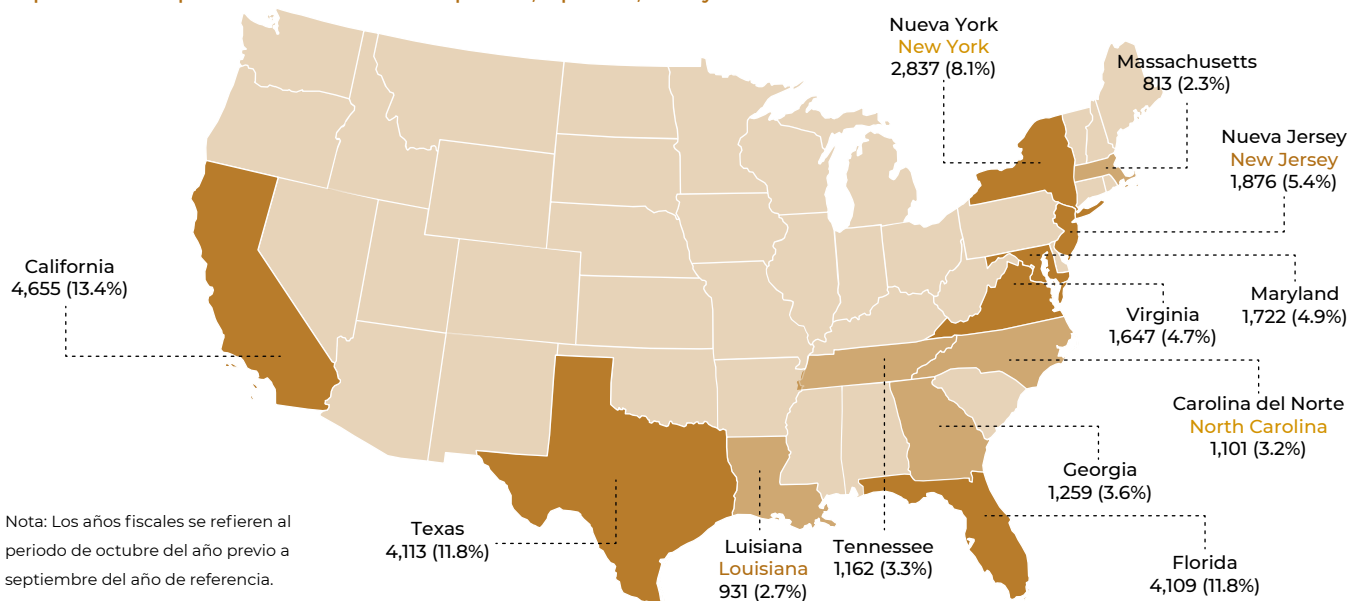 Nueva York
New York
2,837 (8.1%)
Massachusetts
813 (2.3%)
Nueva Jersey
New Jersey
1,876 (5.4%)
California
4,655 (13.4%)
Maryland
1,722 (4.9%)
Virginia
1,647 (4.7%)
Carolina del Norte
North Carolina
1,101 (3.2%)
Georgia
1,259 (3.6%)
Nota: Los años fiscales se refieren al
periodo de octubre del año previo a
septiembre del año de referencia.
Texas
4,113 (11.8%)
Luisiana
Louisiana
931 (2.7%)
Tennessee
1,162 (3.3%)
Florida
4,109 (11.8%)